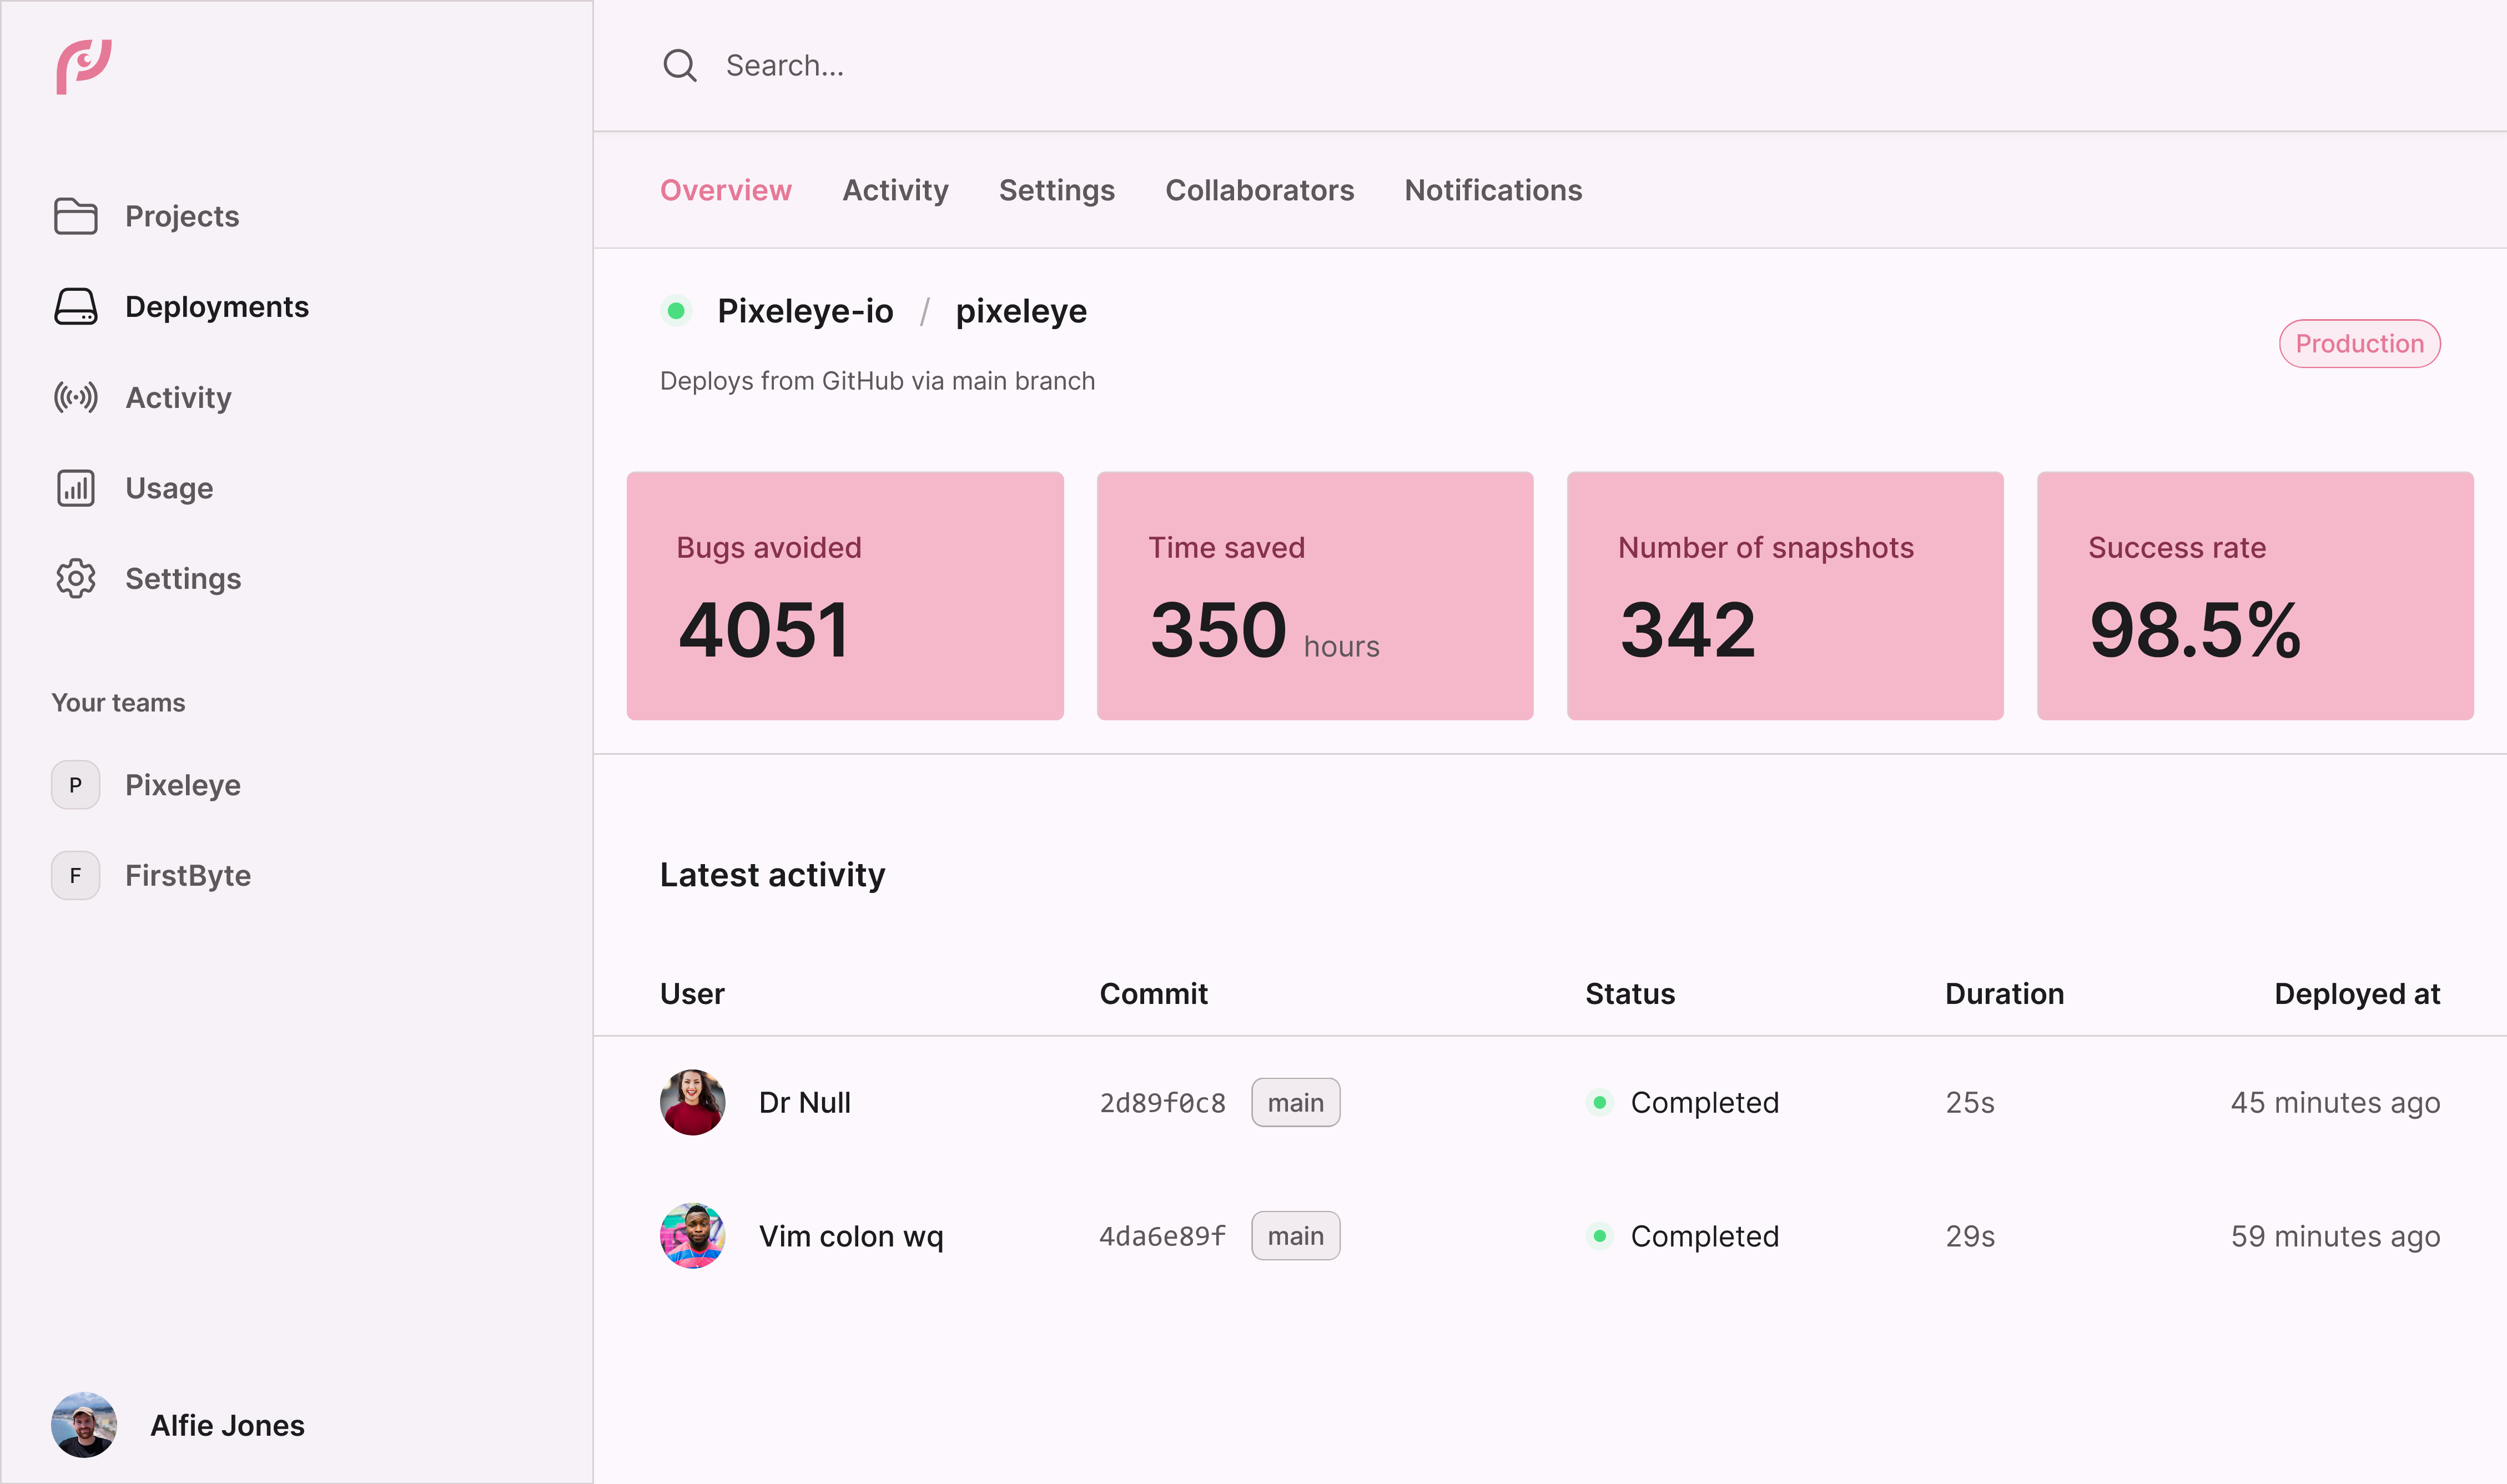 Projects
Deployments
Activity
Usage
Settings
Your teams
P Pixeleye
F FirstByte
Alfie Jones
Search...
Overview Activity Settings Collaborators Notifications
Pixeleye-io / pixeleye
Deploys from GitHub via main branch
Production
Bugs avoided
4051
Time saved
350 hours
Number of snapshots
342
Success rate
98.5%
Latest activity
User Commit Status Duration Deployed at
Dr Null 2d89f0c8 main Completed 25s 45 minutes ago
Vim colon wq 4da6e89f main Completed 29s 59 minutes ago